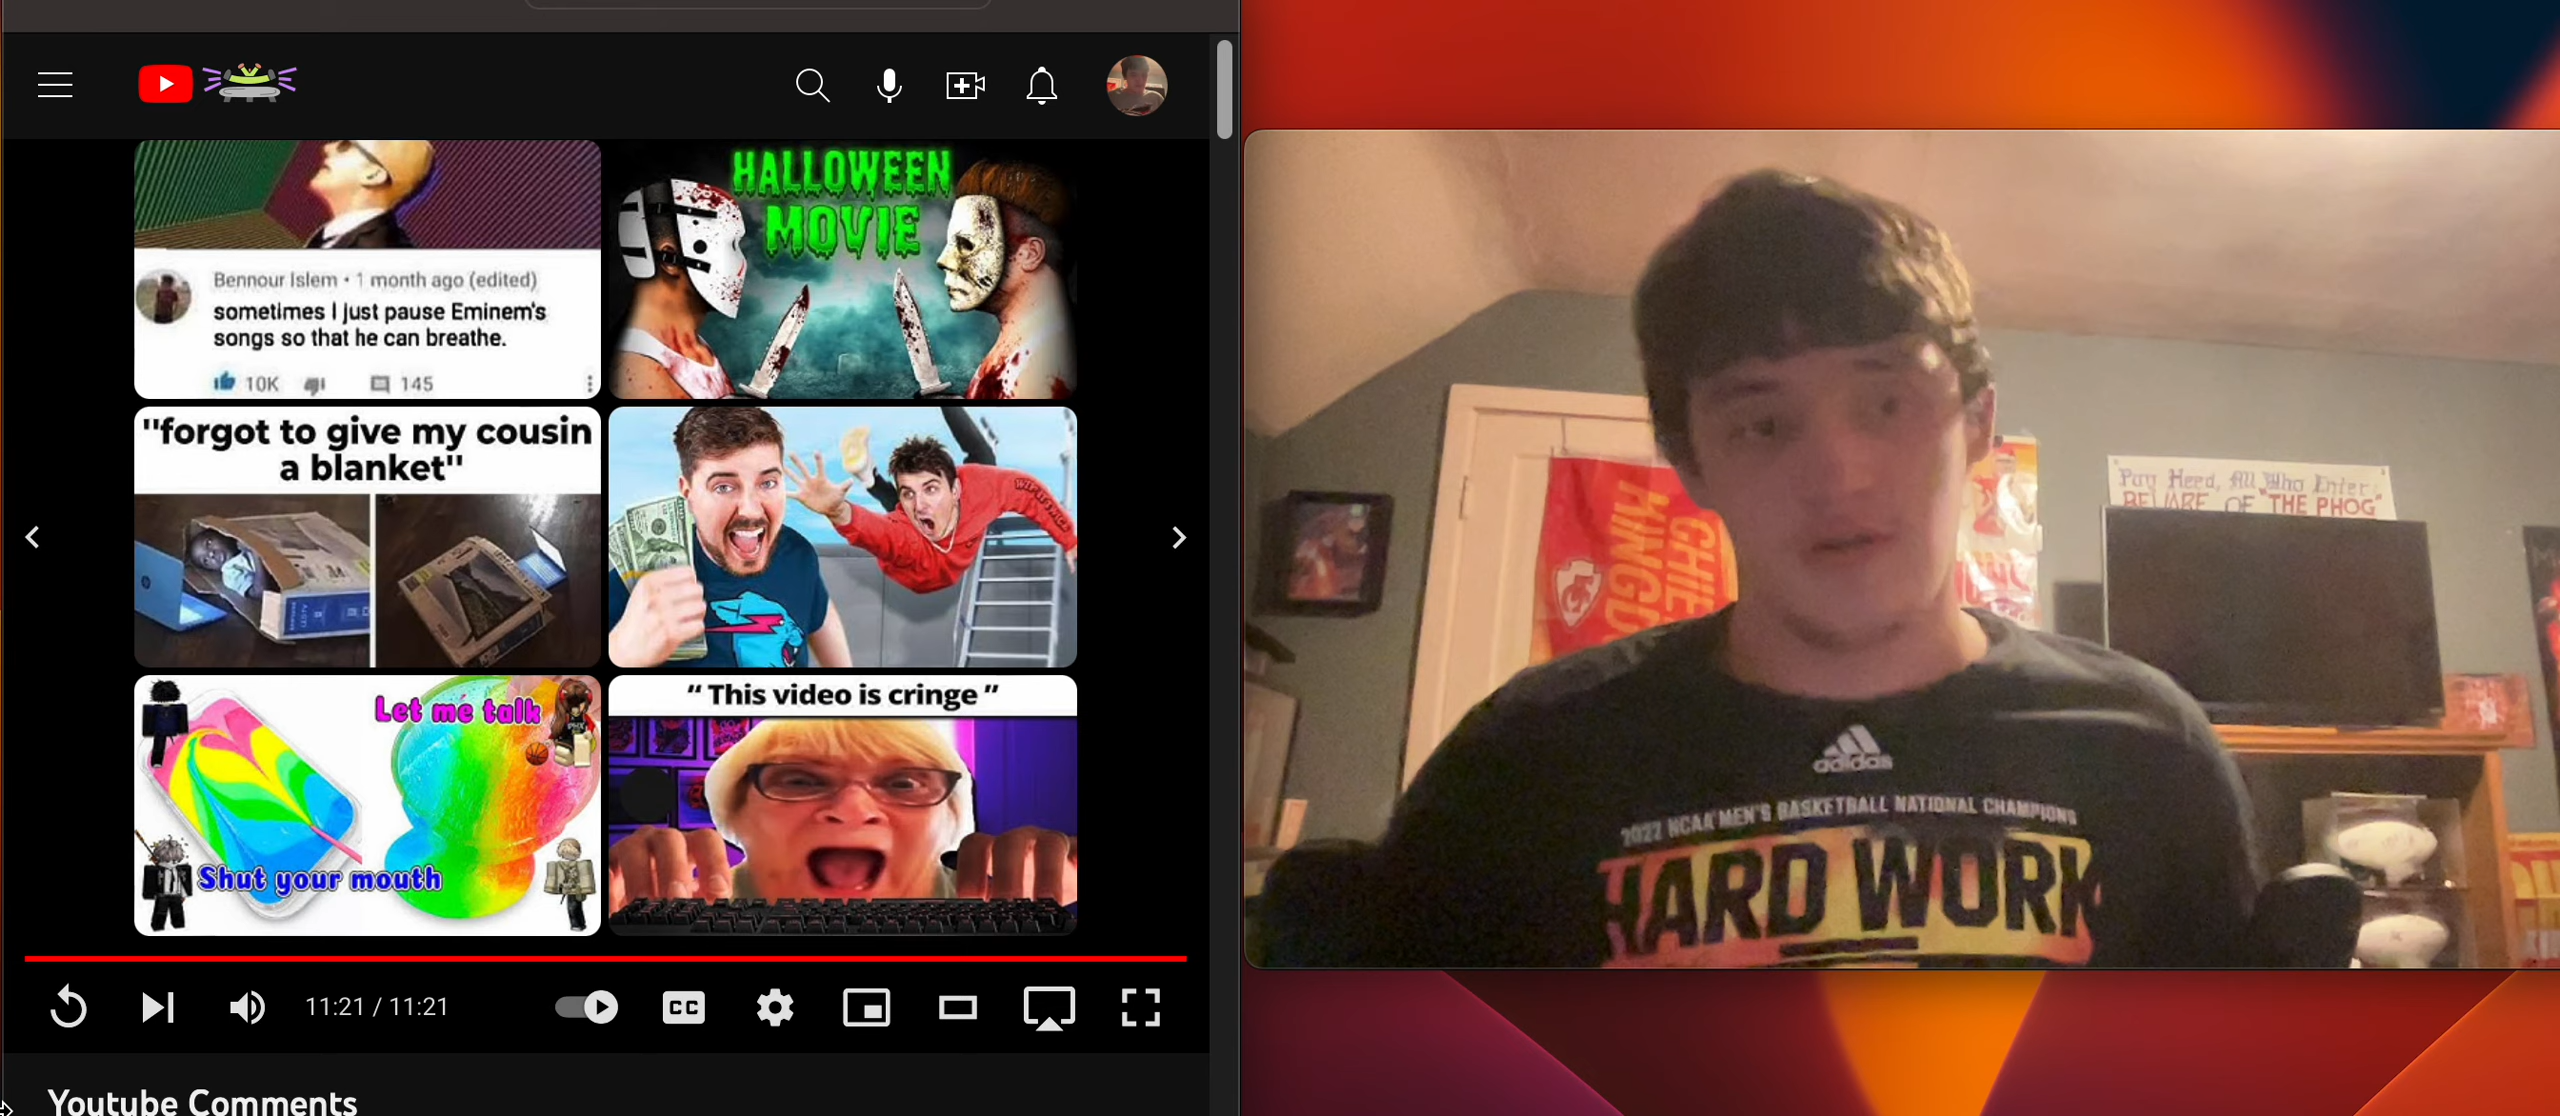 Bennour Islem • 1 month ago (edited)
sometimes I just pause Eminem's
songs so that he can breathe.
10K 145
HALLOWEEN
MOVIE
"forgot to give my cousin
a blanket"
Let me talk
Shut your mouth
“ This video is cringe ”
11:21 / 11:21
CC
Youtube Comments
CHIEFS
KINGDOM
Pay Heed, All Who Enter:
BEWARE OF "THE PHOG"
adidas
2022 NCAA MEN'S BASKETBALL NATIONAL CHAMPIONS
HARD WORK